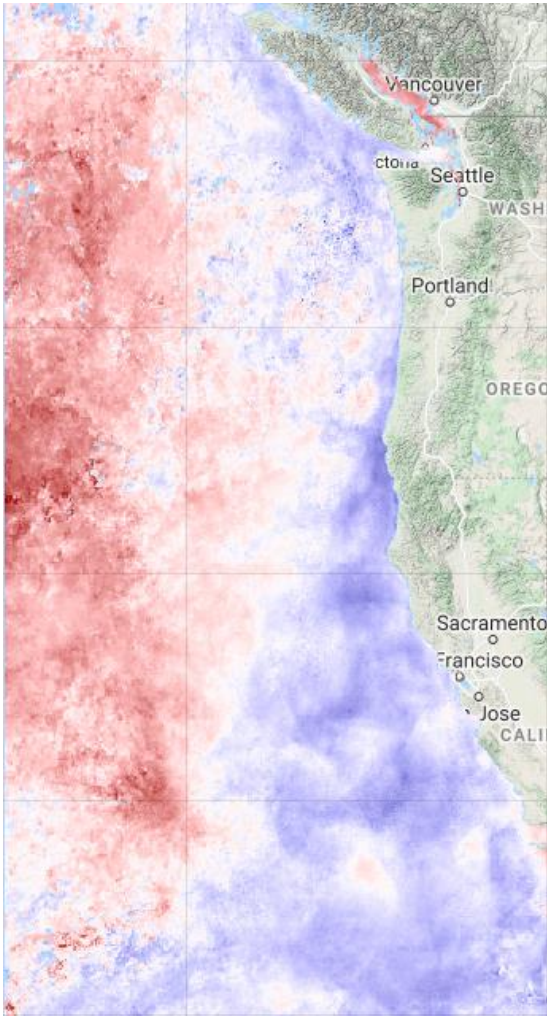 Vancouver
ctoria
Seattle
WASH
Portland
OREGO
Sacramento
Francisco
Jose
CALI